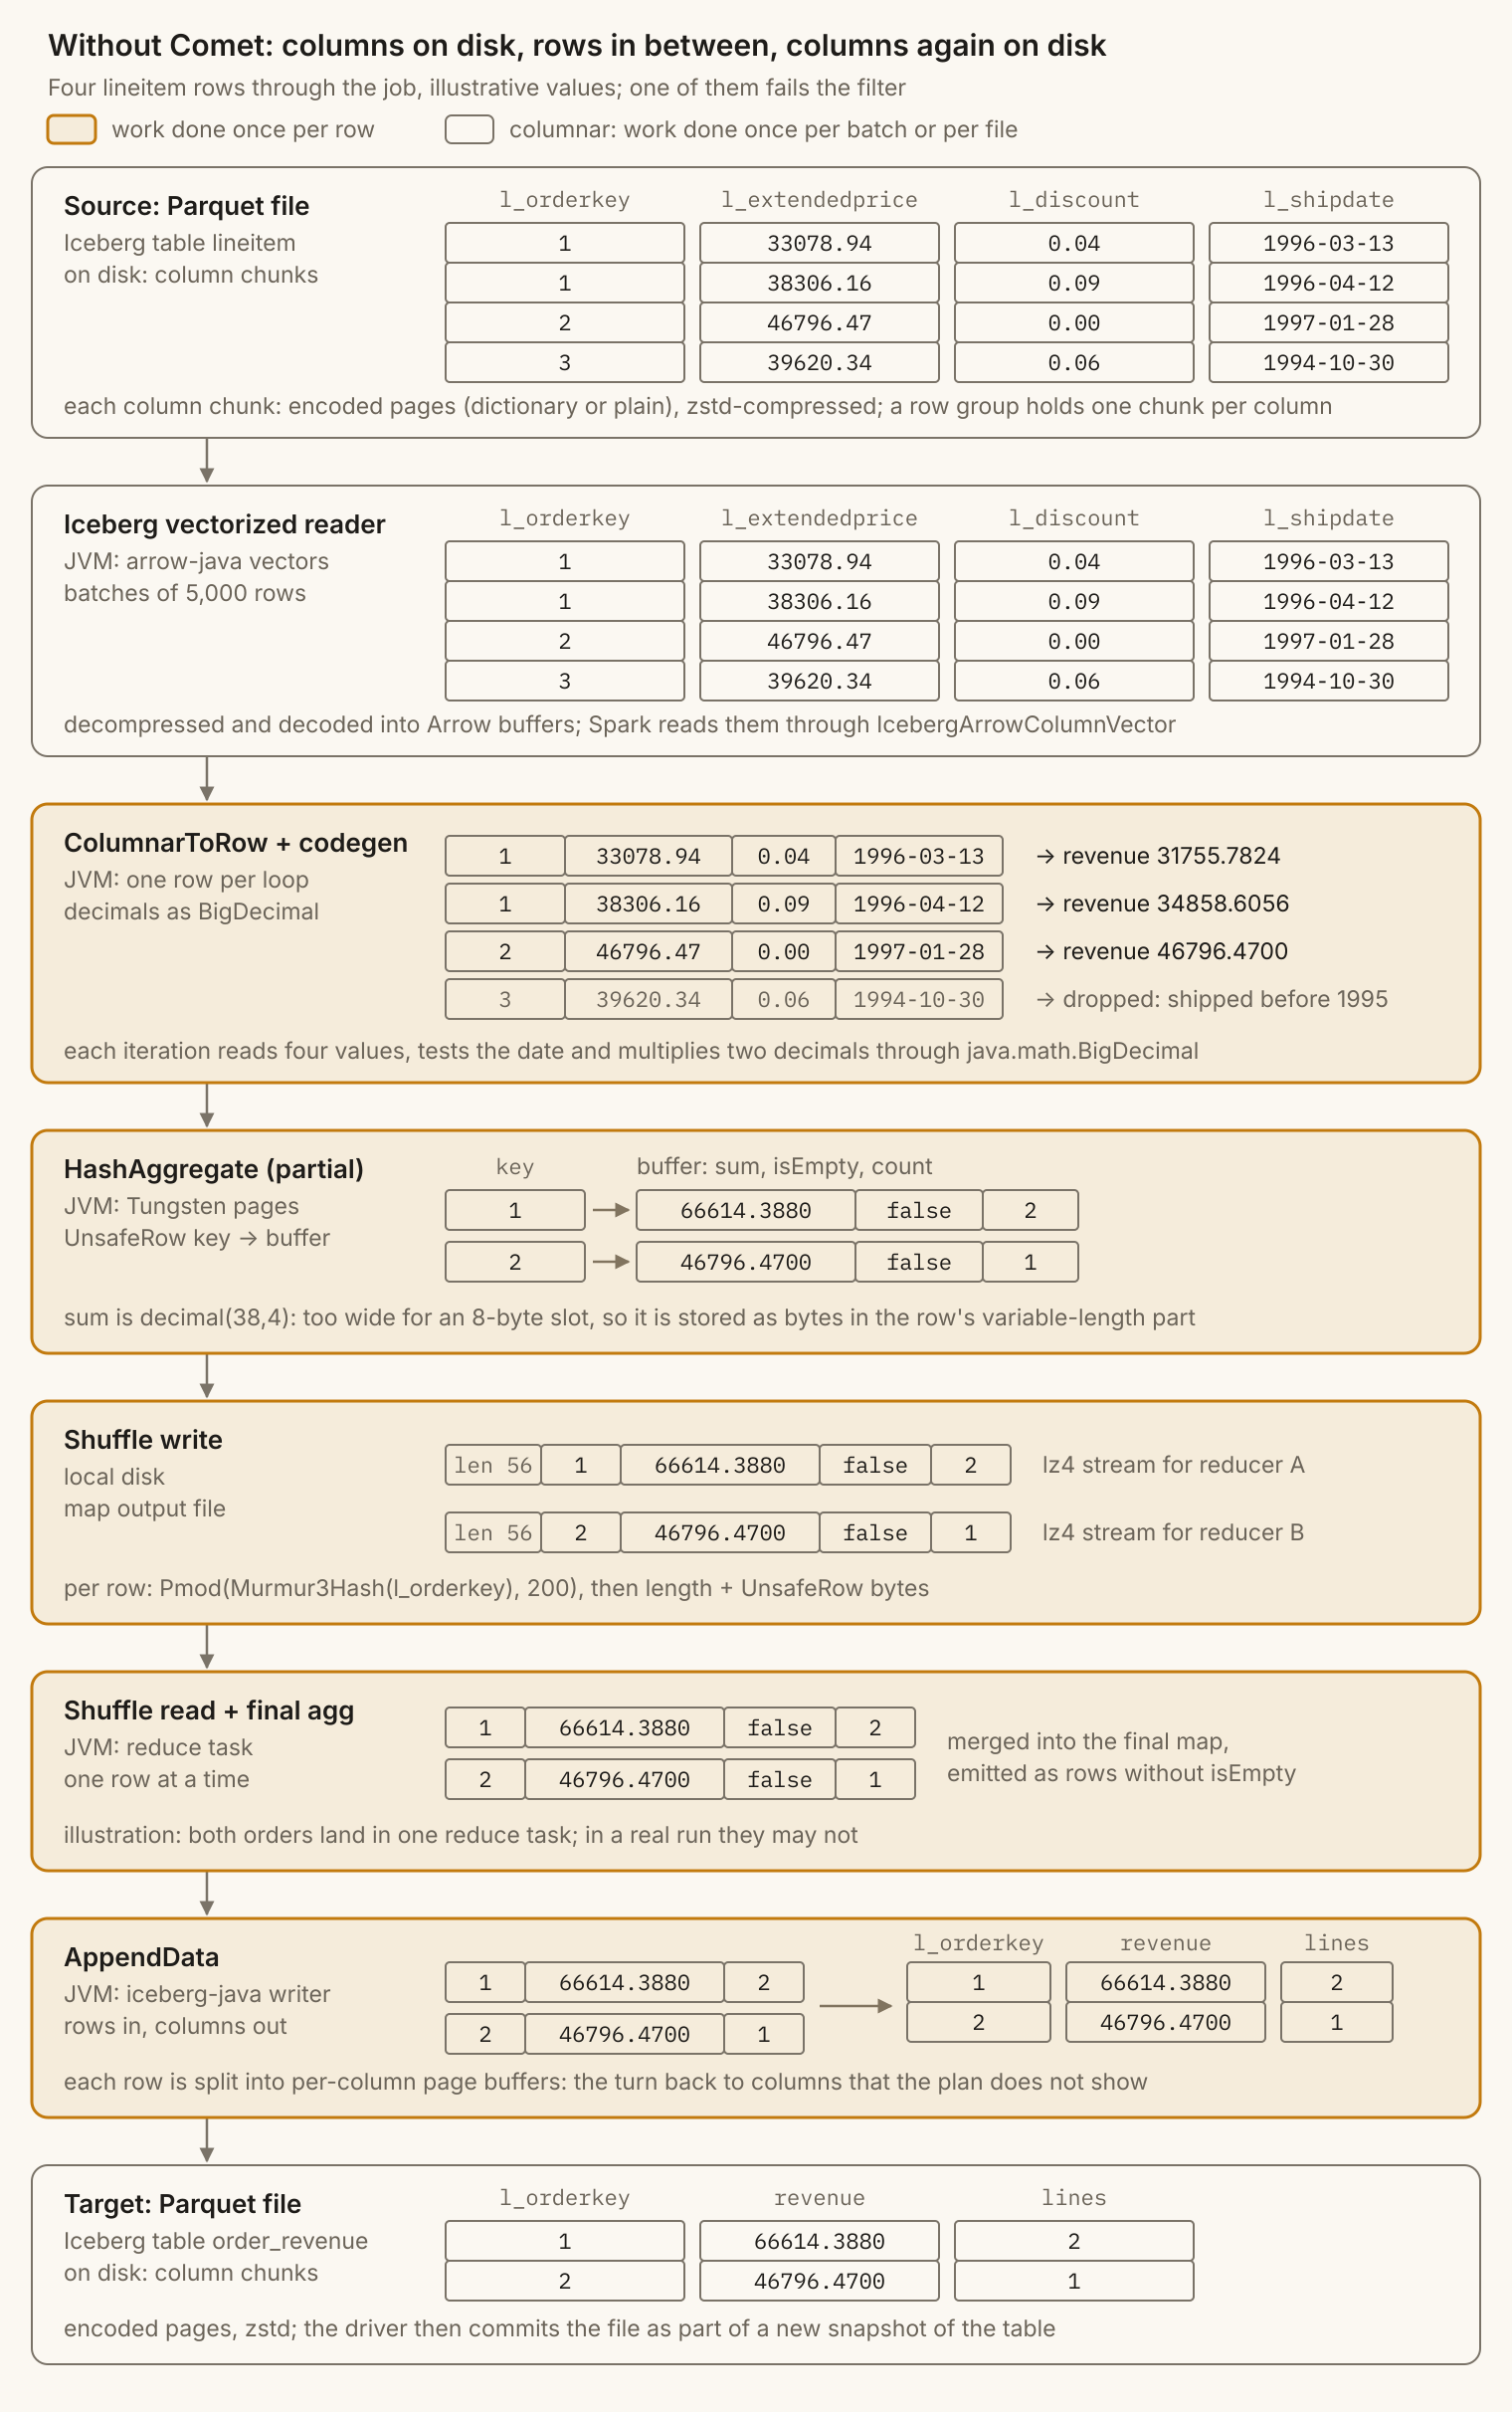 Without Comet: columns on disk, rows in between, columns again on disk
Four lineitem rows through the job, illustrative values; one of them fails the filter
work done once per row
columnar: work done once per batch or per file
Source: Parquet file
Iceberg table lineitem
on disk: column chunks
l_orderkey l_extendedprice l_discount l_shipdate
1 33078.94 0.04 1996-03-13
1 38306.16 0.09 1996-04-12
2 46796.47 0.00 1997-01-28
3 39620.34 0.06 1994-10-30
each column chunk: encoded pages (dictionary or plain), zstd-compressed; a row group holds one chunk per column
Iceberg vectorized reader
JVM: arrow-java vectors
batches of 5,000 rows
l_orderkey l_extendedprice l_discount l_shipdate
1 33078.94 0.04 1996-03-13
1 38306.16 0.09 1996-04-12
2 46796.47 0.00 1997-01-28
3 39620.34 0.06 1994-10-30
decompressed and decoded into Arrow buffers; Spark reads them through IcebergArrowColumnVector
ColumnarToRow + codegen
JVM: one row per loop
decimals as BigDecimal
1 33078.94 0.04 1996-03-13 → revenue 31755.7824
1 38306.16 0.09 1996-04-12 → revenue 34858.6056
2 46796.47 0.00 1997-01-28 → revenue 46796.4700
3 39620.34 0.06 1994-10-30 → dropped: shipped before 1995
each iteration reads four values, tests the date and multiplies two decimals through java.math.BigDecimal
HashAggregate (partial)
JVM: Tungsten pages
UnsafeRow key → buffer
key buffer: sum, isEmpty, count
1 66614.3880 false 2
2 46796.4700 false 1
sum is decimal(38,4): too wide for an 8-byte slot, so it is stored as bytes in the row's variable-length part
Shuffle write
local disk
map output file
len 56 1 66614.3880 false 2 lz4 stream for reducer A
len 56 2 46796.4700 false 1 lz4 stream for reducer B
per row: Pmod(Murmur3Hash(l_orderkey), 200), then length + UnsafeRow bytes
Shuffle read + final agg
JVM: reduce task
one row at a time
1 66614.3880 false 2
2 46796.4700 false 1
merged into the final map,
emitted as rows without isEmpty
illustration: both orders land in one reduce task; in a real run they may not
AppendData
JVM: iceberg-java writer
rows in, columns out
1 66614.3880 2
2 46796.4700 1
l_orderkey revenue lines
1 66614.3880 2
2 46796.4700 1
each row is split into per-column page buffers: the turn back to columns that the plan does not show
Target: Parquet file
Iceberg table order_revenue
on disk: column chunks
l_orderkey revenue lines
1 66614.3880 2
2 46796.4700 1
encoded pages, zstd; the driver then commits the file as part of a new snapshot of the table